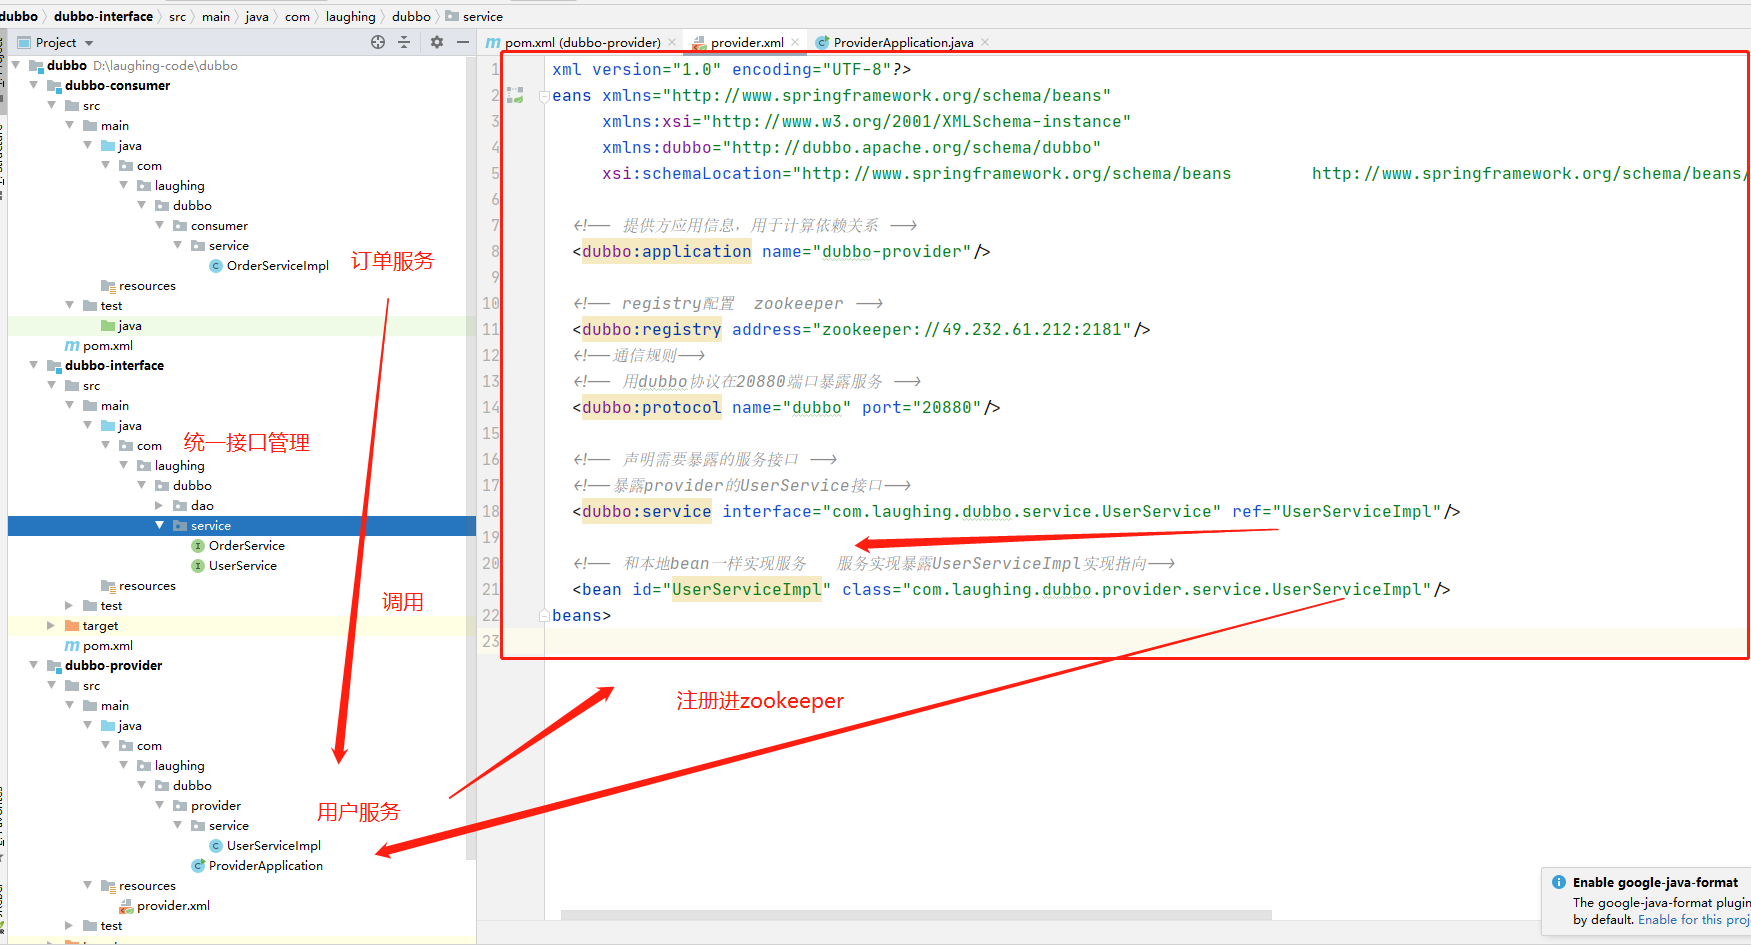 dubbo dubbo-interface src main java com laughing dubbo service
Project
pom.xml (dubbo-provider) provider.xml ProviderApplication.java
dubbo D:\laughing-code\dubbo
dubbo-consumer
src
main
java
com
laughing
dubbo
consumer
service
OrderServiceImpl
订单服务
resources
test
java
pom.xml
dubbo-interface
src
main
java
com
统一接口管理
laughing
dubbo
dao
service
OrderService
UserService
resources
调用
test
target
pom.xml
dubbo-provider
src
main
java
com
laughing
dubbo
provider
用户服务
service
UserServiceImpl
ProviderApplication
resources
provider.xml
test
1 xml version="1.0" encoding="UTF-8"?>
2 eans xmlns="http://www.springframework.org/schema/beans"
3 xmlns:xsi="http://www.w3.org/2001/XMLSchema-instance"
4 xmlns:dubbo="http://dubbo.apache.org/schema/dubbo"
5 xsi:schemaLocation="http://www.springframework.org/schema/beans http://www.springframework.org/schema/beans/
6
7 <!-- 提供方应用信息，用于计算依赖关系 -->
8 <dubbo:application name="dubbo-provider"/>
9
10 <!-- registry配置 zookeeper -->
11 <dubbo:registry address="zookeeper://49.232.61.212:2181"/>
12 <!--通信规则-->
13 <!-- 用dubbo协议在20880端口暴露服务 -->
14 <dubbo:protocol name="dubbo" port="20880"/>
15
16 <!-- 声明需要暴露的服务接口 -->
17 <!--暴露provider的UserService接口-->
18 <dubbo:service interface="com.laughing.dubbo.service.UserService" ref="UserServiceImpl"/>
19
20 <!-- 和本地bean一样实现服务 服务实现暴露UserServiceImpl实现指向-->
21 <bean id="UserServiceImpl" class="com.laughing.dubbo.provider.service.UserServiceImpl"/>
22 beans>
23
注册进zookeeper
Enable google-java-format
The google-java-format plugin
by default. Enable for this proj